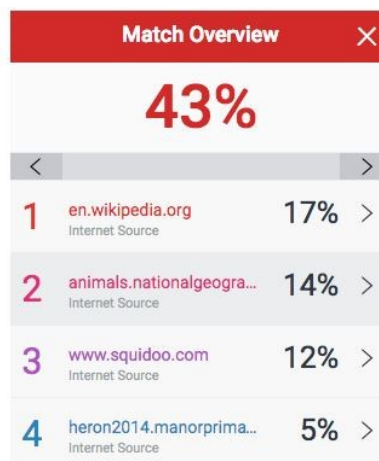 Match Overview
43%
1 en.wikipedia.org 17%
Internet Source
2 animals.nationalgeogra... 14%
Internet Source
3 www.squidoo.com 12%
Internet Source
4 heron2014.manorprima... 5%
Internet Source